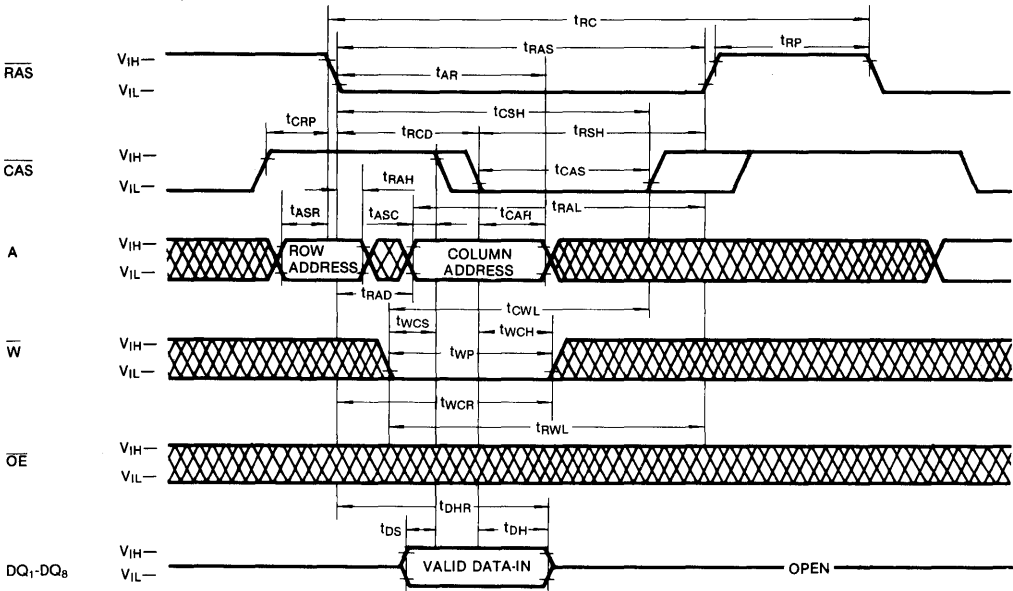 tRC
tRAS
tRP
tAR
RAS
VIH—
VIL—
tCSH
tCRP
tRCD
tRSH
CAS
VIH—
VIL—
tCAS
tRAH
tRAL
tASR
tASC
tCAH
A
VIH—
VIL—
ROW
ADDRESS
COLUMN
ADDRESS
tRAD
tCWL
tWCS
tWCH
W
VIH—
VIL—
tWP
tWCR
tRWL
OE
VIH—
VIL—
tDHR
tDS
tDH
DQ1-DQ8
VIH—
VIL—
VALID DATA-IN
OPEN